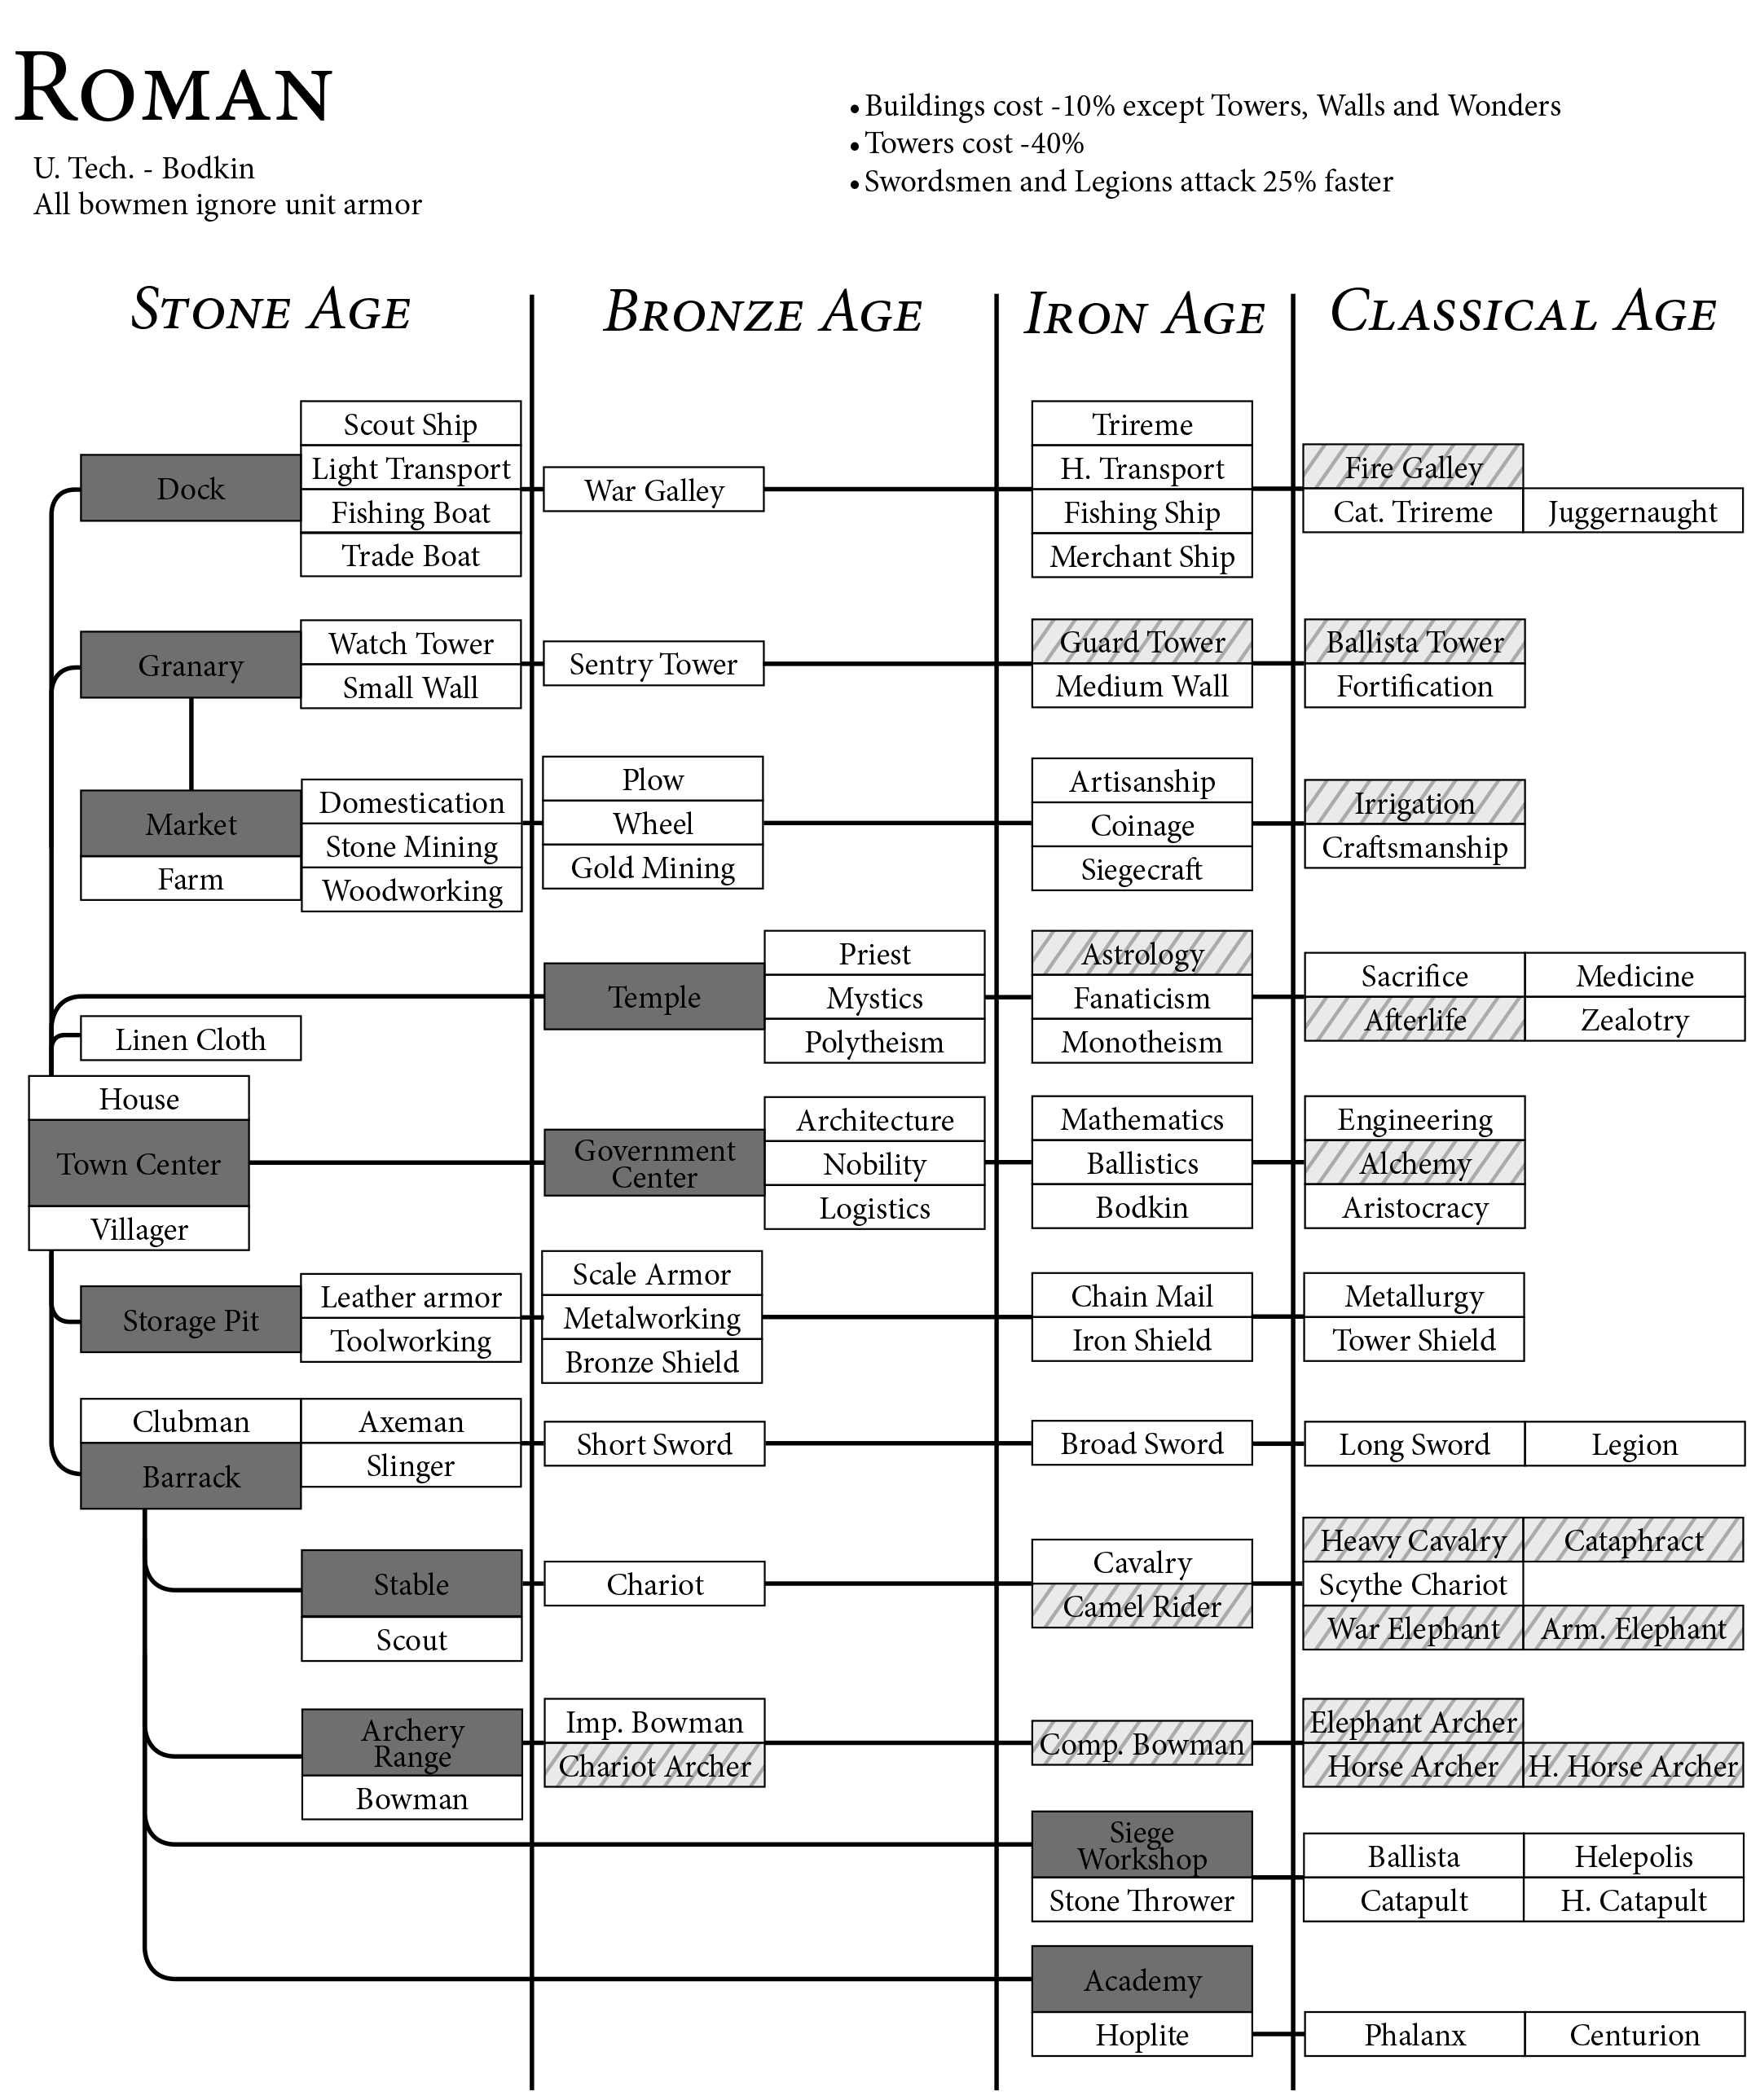 ROMAN
U. Tech. - Bodkin
All bowmen ignore unit armor
• Buildings cost -10% except Towers, Walls and Wonders
• Towers cost -40%
• Swordsmen and Legions attack 25% faster
STONE AGE
BRONZE AGE
IRON AGE
CLASSICAL AGE
Dock
Scout Ship
Light Transport
Fishing Boat
Trade Boat
War Galley
Trireme
H. Transport
Fishing Ship
Merchant Ship
Fire Galley
Cat. Trireme
Juggernaught
Granary
Watch Tower
Small Wall
Sentry Tower
Guard Tower
Medium Wall
Ballista Tower
Fortification
Market
Farm
Domestication
Stone Mining
Woodworking
Plow
Wheel
Gold Mining
Artisanship
Coinage
Siegecraft
Irrigation
Craftsmanship
Temple
Priest
Mystics
Polytheism
Astrology
Fanaticism
Monotheism
Sacrifice
Medicine
Afterlife
Zealotry
Linen Cloth
House
Town Center
Villager
Government
Center
Architecture
Nobility
Logistics
Mathematics
Ballistics
Bodkin
Engineering
Alchemy
Aristocracy
Storage Pit
Leather armor
Toolworking
Scale Armor
Metalworking
Bronze Shield
Chain Mail
Iron Shield
Metallurgy
Tower Shield
Clubman
Barrack
Axeman
Slinger
Short Sword
Broad Sword
Long Sword
Legion
Stable
Scout
Chariot
Cavalry
Camel Rider
Heavy Cavalry
Cataphract
Scythe Chariot
War Elephant
Arm. Elephant
Archery
Range
Bowman
Imp. Bowman
Chariot Archer
Comp. Bowman
Elephant Archer
Horse Archer
H. Horse Archer
Siege
Workshop
Stone Thrower
Ballista
Helepolis
Catapult
H. Catapult
Academy
Hoplite
Phalanx
Centurion